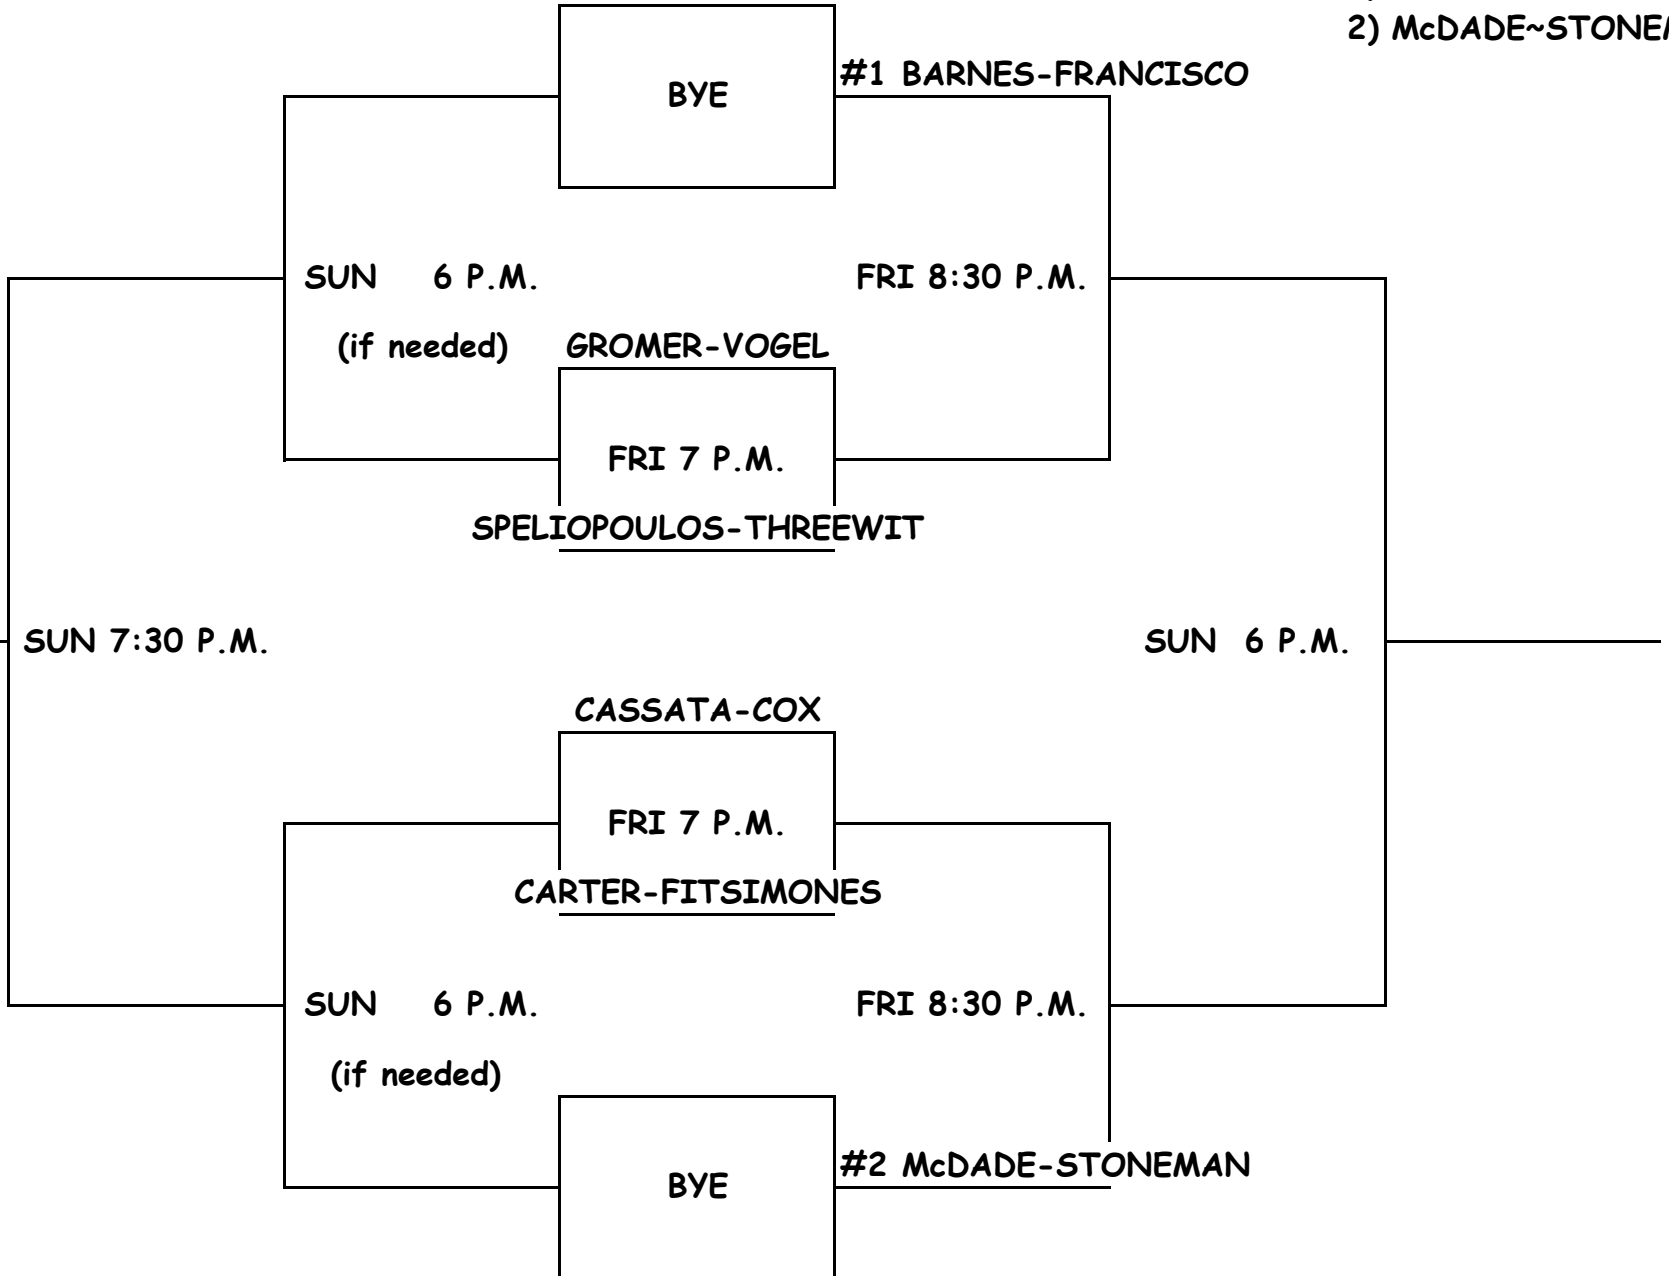 2) McDADE~STONE
#1 BARNES-FRANCISCO
BYE
SUN 6 P.M.
FRI 8:30 P.M.
(if needed)
GROMER-VOGEL
FRI 7 P.M.
SPELIOPOULOS-THREEWIT
SUN 7:30 P.M.
SUN 6 P.M.
CASSATA-COX
FRI 7 P.M.
CARTER-FITSIMONES
SUN 6 P.M.
FRI 8:30 P.M.
(if needed)
#2 McDADE-STONEMAN
BYE